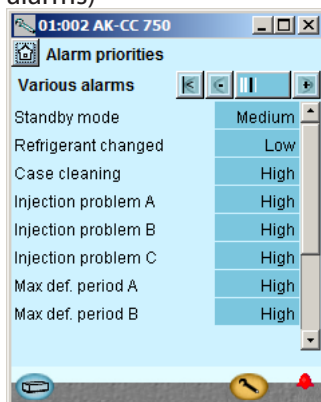 alarms)
01:002 AK-CC 750
Alarm priorities
Various alarms
Standby mode Medium
Refrigerant changed Low
Case cleaning High
Injection problem A High
Injection problem B High
Injection problem C High
Max def. period A High
Max def. period B High